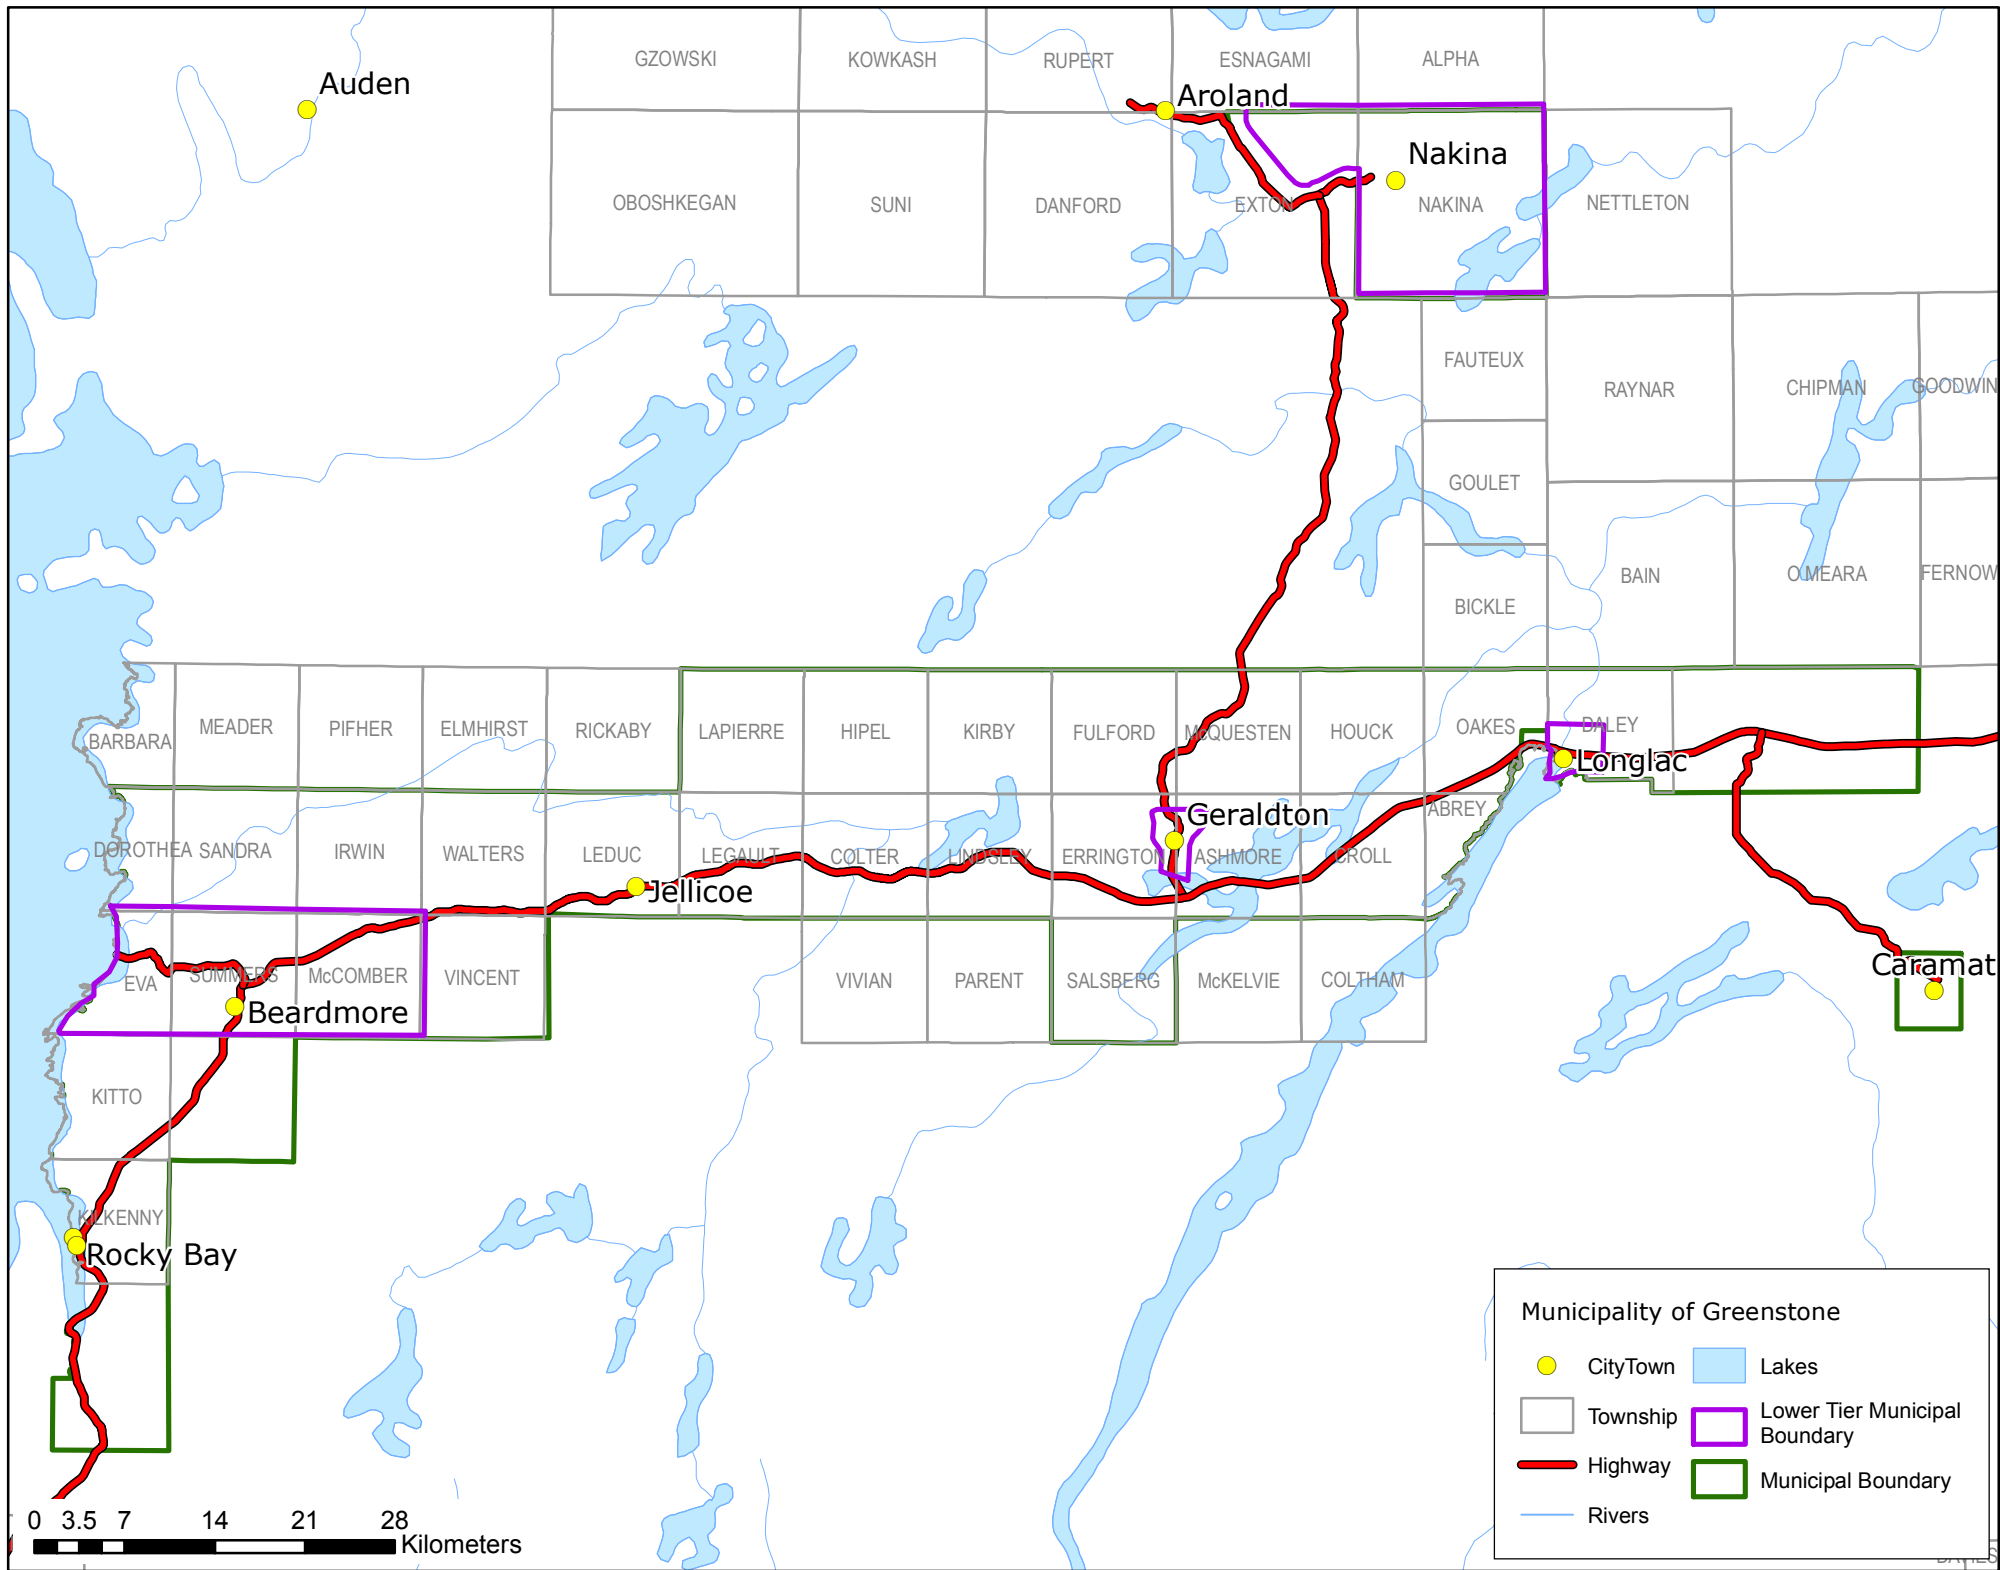 GZOWSKI
KOWKASH
RUPERT
ESNAGAMI
ALPHA
Auden
Aroland
Nakina
OBOSHKEGAN
SUNI
DANFORD
EXTON
NAKINA
NETTLETON
FAUTEUX
RAYNAR
CHIPMAN
GOODWIN
GOULET
BAIN
O MEARA
FERNOW
BICKLE
BARBARA
MEADER
PIFHER
ELMHIRST
RICKABY
LAPIERRE
HIPEL
KIRBY
FULFORD
McQUESTEN
HOUCK
OAKES
DALEY
Longlac
Geraldton
ABREY
DOROTHEA
SANDRA
IRWIN
WALTERS
LEDUC
LEGAULT
COLTER
LINDSLEY
ERRINGTON
ASHMORE
CROLL
Jellicoe
EVA
SUMMERS
McCOMBER
VINCENT
VIVIAN
PARENT
SALSBERG
McKELVIE
COLTHAM
Caramat
Beardmore
KITTO
KILKENNY
Rocky Bay
Municipality of Greenstone
CityTown
Lakes
Township
Lower Tier Municipal
Boundary
Highway
Municipal Boundary
Rivers
0 3.5 7 14 21 28
Kilometers